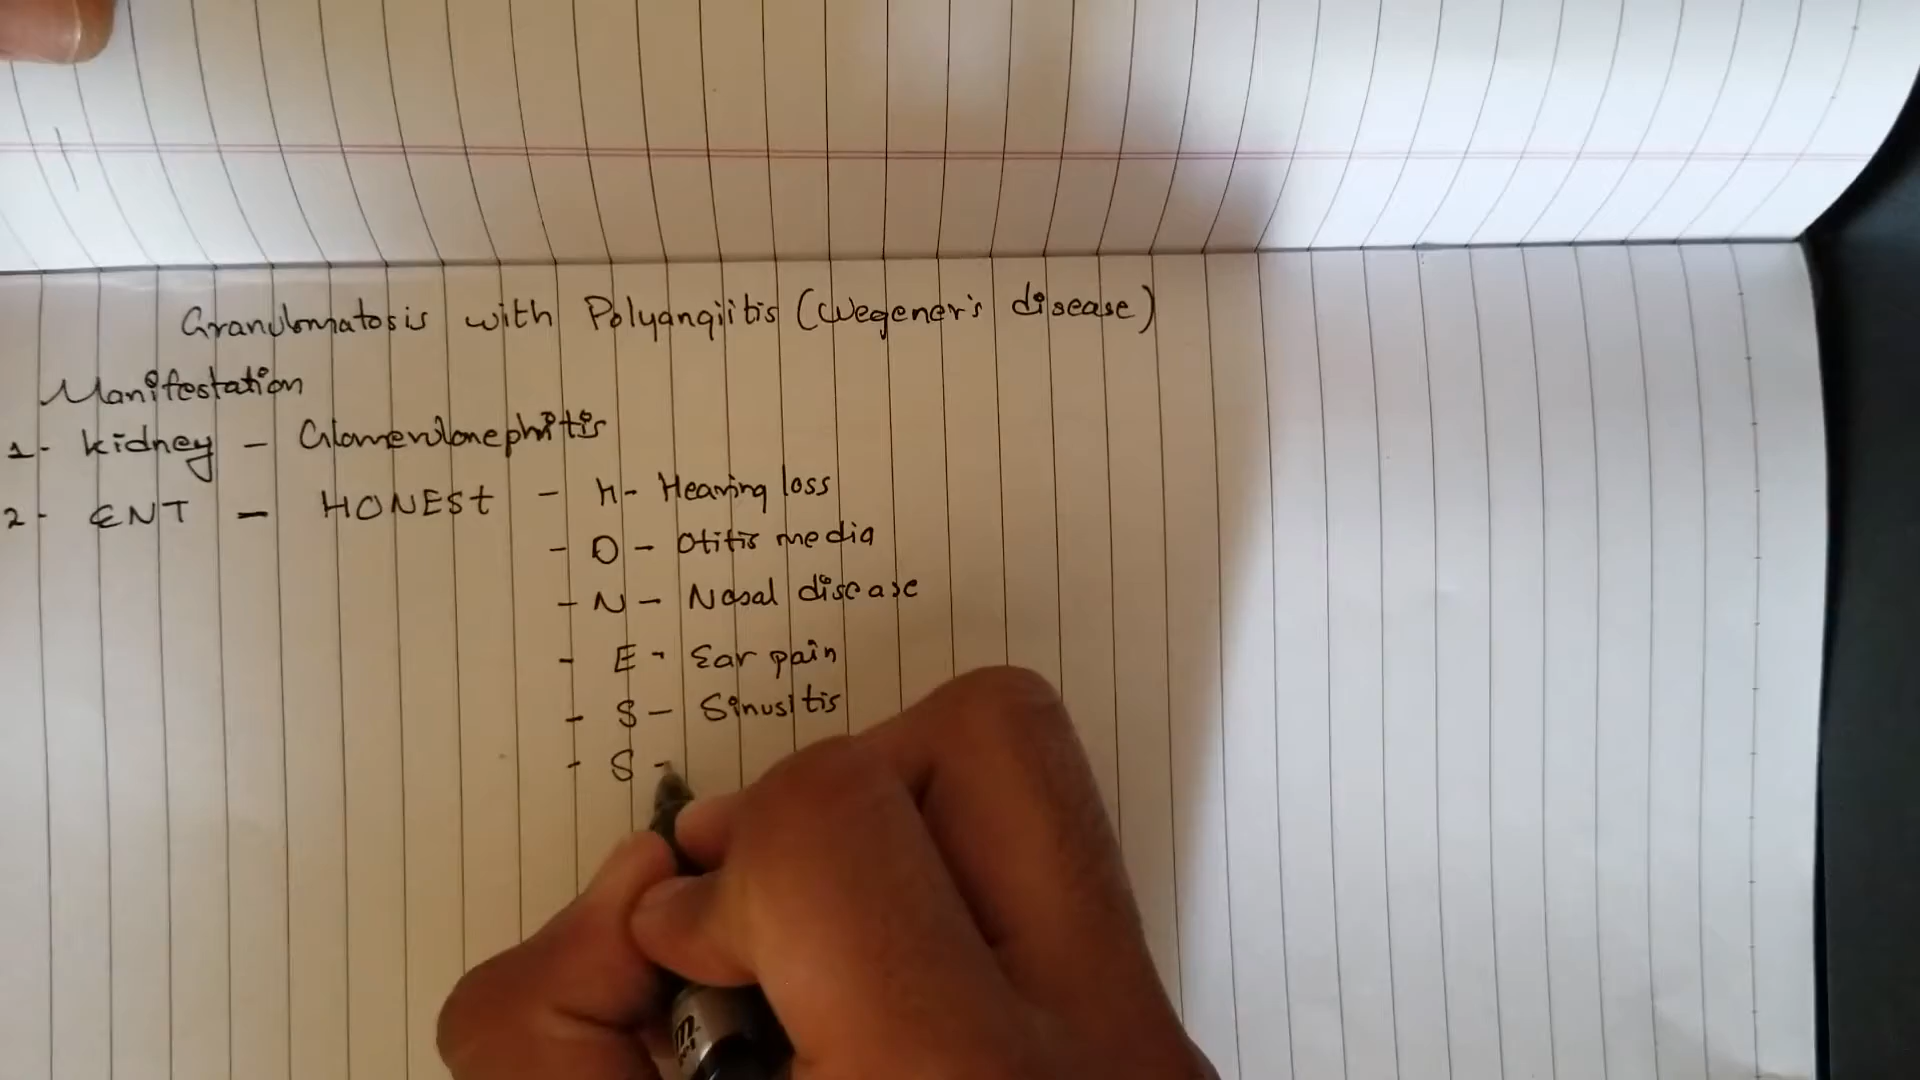 Granulomatosis with Polyangiitis (Wegener's disease)
Manifestation
1- kidney - Glomerulonephritis
2- ENT - HONESt - H- Hearing loss
- O - Otitis media
- N - Nasal disease
- E - Ear pain
- S - Sinusitis
- S -